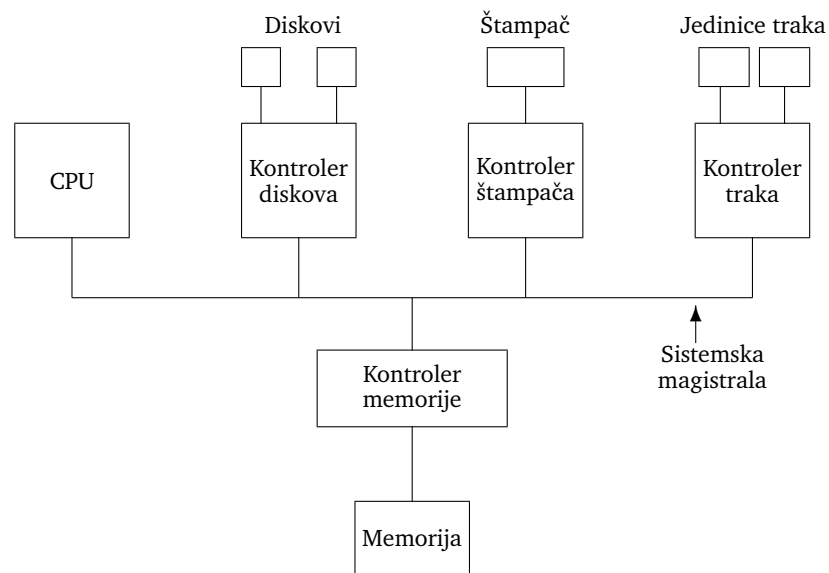 Diskovi
Štampač
Jedinice traka
CPU
Kontroler
diskova
Kontroler
štampača
Kontroler
traka
Sistemska
magistrala
Kontroler
memorije
Memorija